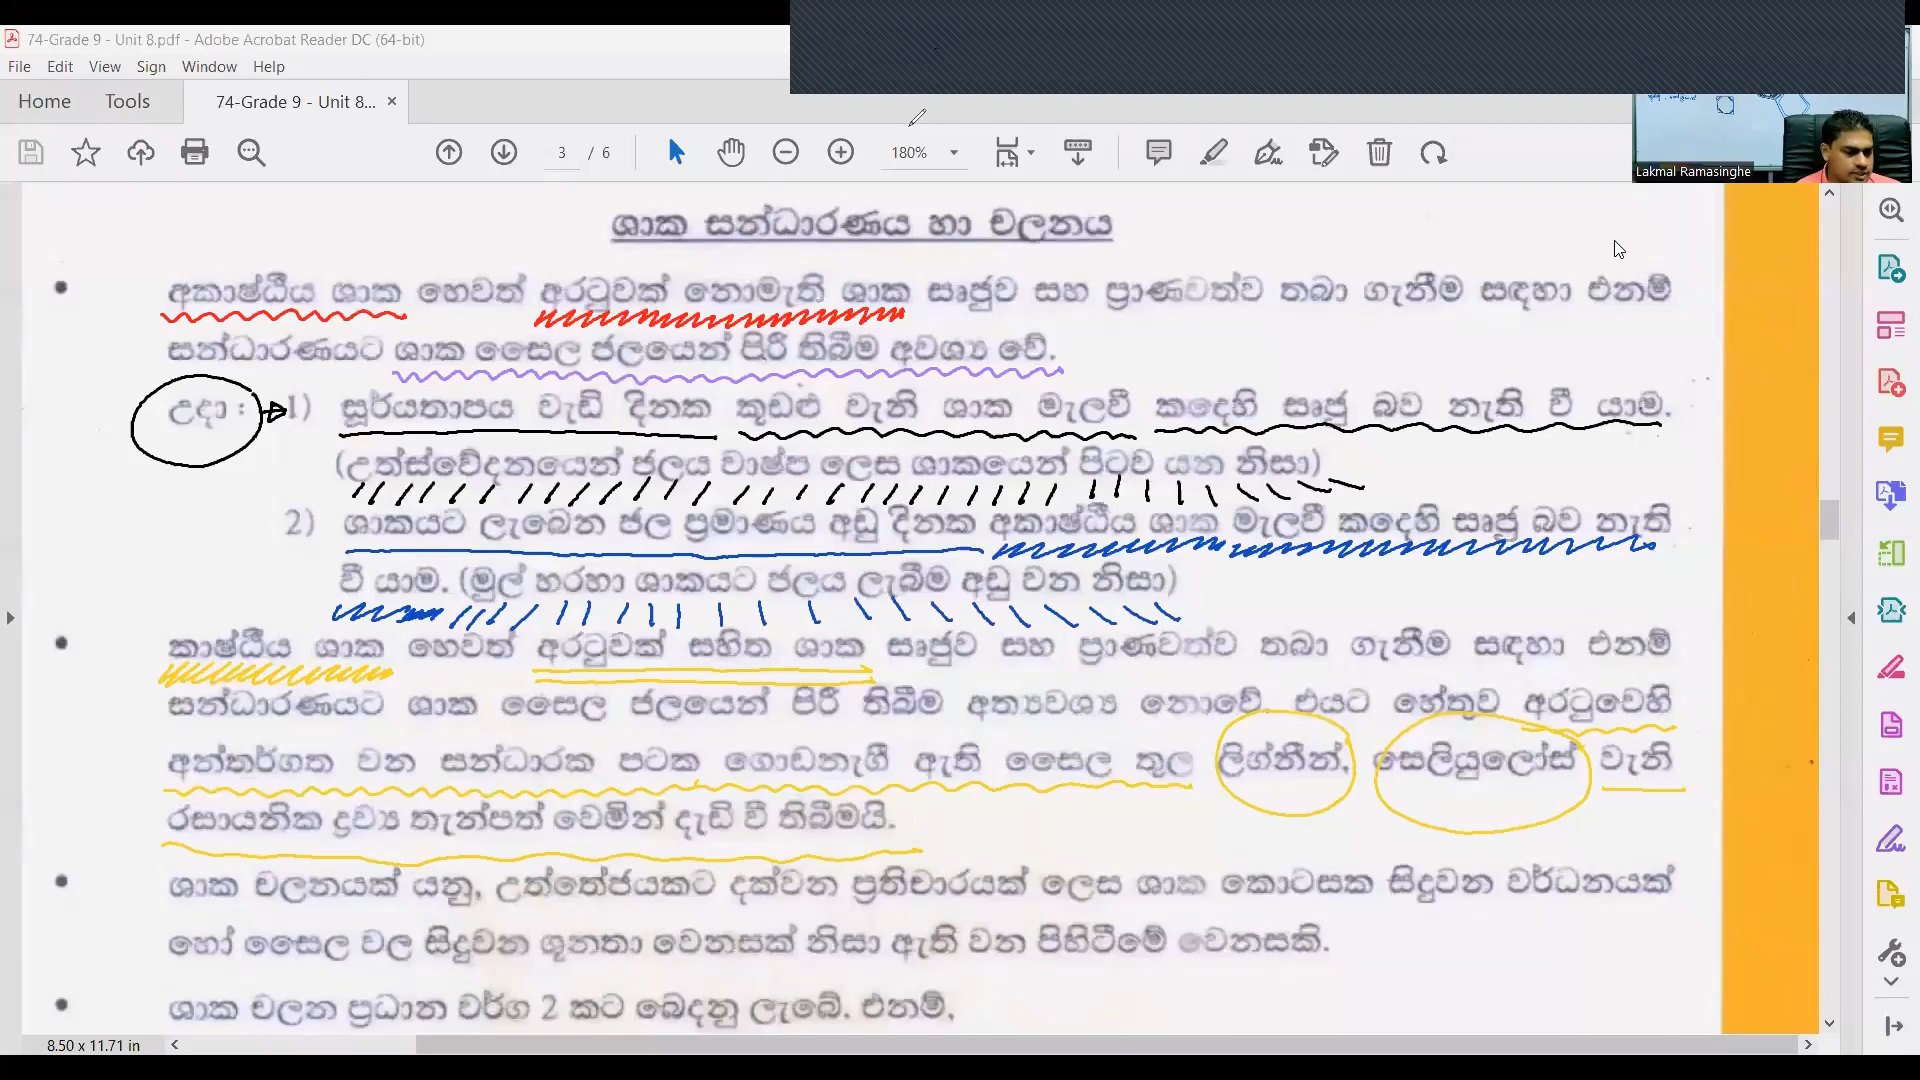 74-Grade 9 - Unit 8.pdf - Adobe Acrobat Reader DC (64-bit)
File Edit View Sign Window Help
Home Tools 74-Grade 9 - Unit 8... ×
3 / 6 180%
Lakmal Ramasinghe
ශාක සන්ධාරණය හා චලනය
• අකාෂ්ඨීය ශාක හෙවත් අරටුවක් නොමැති ශාක සෘජුව සහ ප්‍රාණවත්ව තබා ගැනීම සඳහා එනම්
සන්ධාරණයට ශාක සෛල ජලයෙන් පිරී තිබීම අවශ්‍ය වේ.
උදා : 1) සූර්යතාපය වැඩි දිනක කූඩළු වැනි ශාක මැලවී කදෙහි සෘජු බව නැති වී යාම.
(උත්ස්වේදනයෙන් ජලය වාෂ්ප ලෙස ශාකයෙන් පිටව යන නිසා)
2) ශාකයට ලැබෙන ජල ප්‍රමාණය අඩු දිනක අකාෂ්ඨීය ශාක මැලවී කදෙහි සෘජු බව නැති
වී යාම. (මුල් හරහා ශාකයට ජලය ලැබීම අඩු වන නිසා)
• කාෂ්ඨීය ශාක හෙවත් අරටුවක් සහිත ශාක සෘජුව සහ ප්‍රාණවත්ව තබා ගැනීම සඳහා එනම්
සන්ධාරණයට ශාක සෛල ජලයෙන් පිරී තිබීම අත්‍යවශ්‍ය නොවේ. එයට හේතුව අරටුවෙහි
අන්තර්ගත වන සන්ධාරක පටක ගොඩනැගී ඇති සෛල තුල ලිග්නීන්, සෙලියුලෝස් වැනි
රසායනික ද්‍රව්‍ය තැන්පත් වෙමින් දැඩි වී තිබීමයි.
• ශාක චලනයක් යනු, උත්තේජයකට දක්වන ප්‍රතිචාරයක් ලෙස ශාක කොටසක සිදුවන වර්ධනයක්
හෝ සෛල වල සිදුවන ශූනතා වෙනසක් නිසා ඇති වන පිහිටීමේ වෙනසකි.
• ශාක චලන ප්‍රධාන වර්ග 2 කට බෙදනු ලැබේ. එනම්,
8.50 x 11.71 in